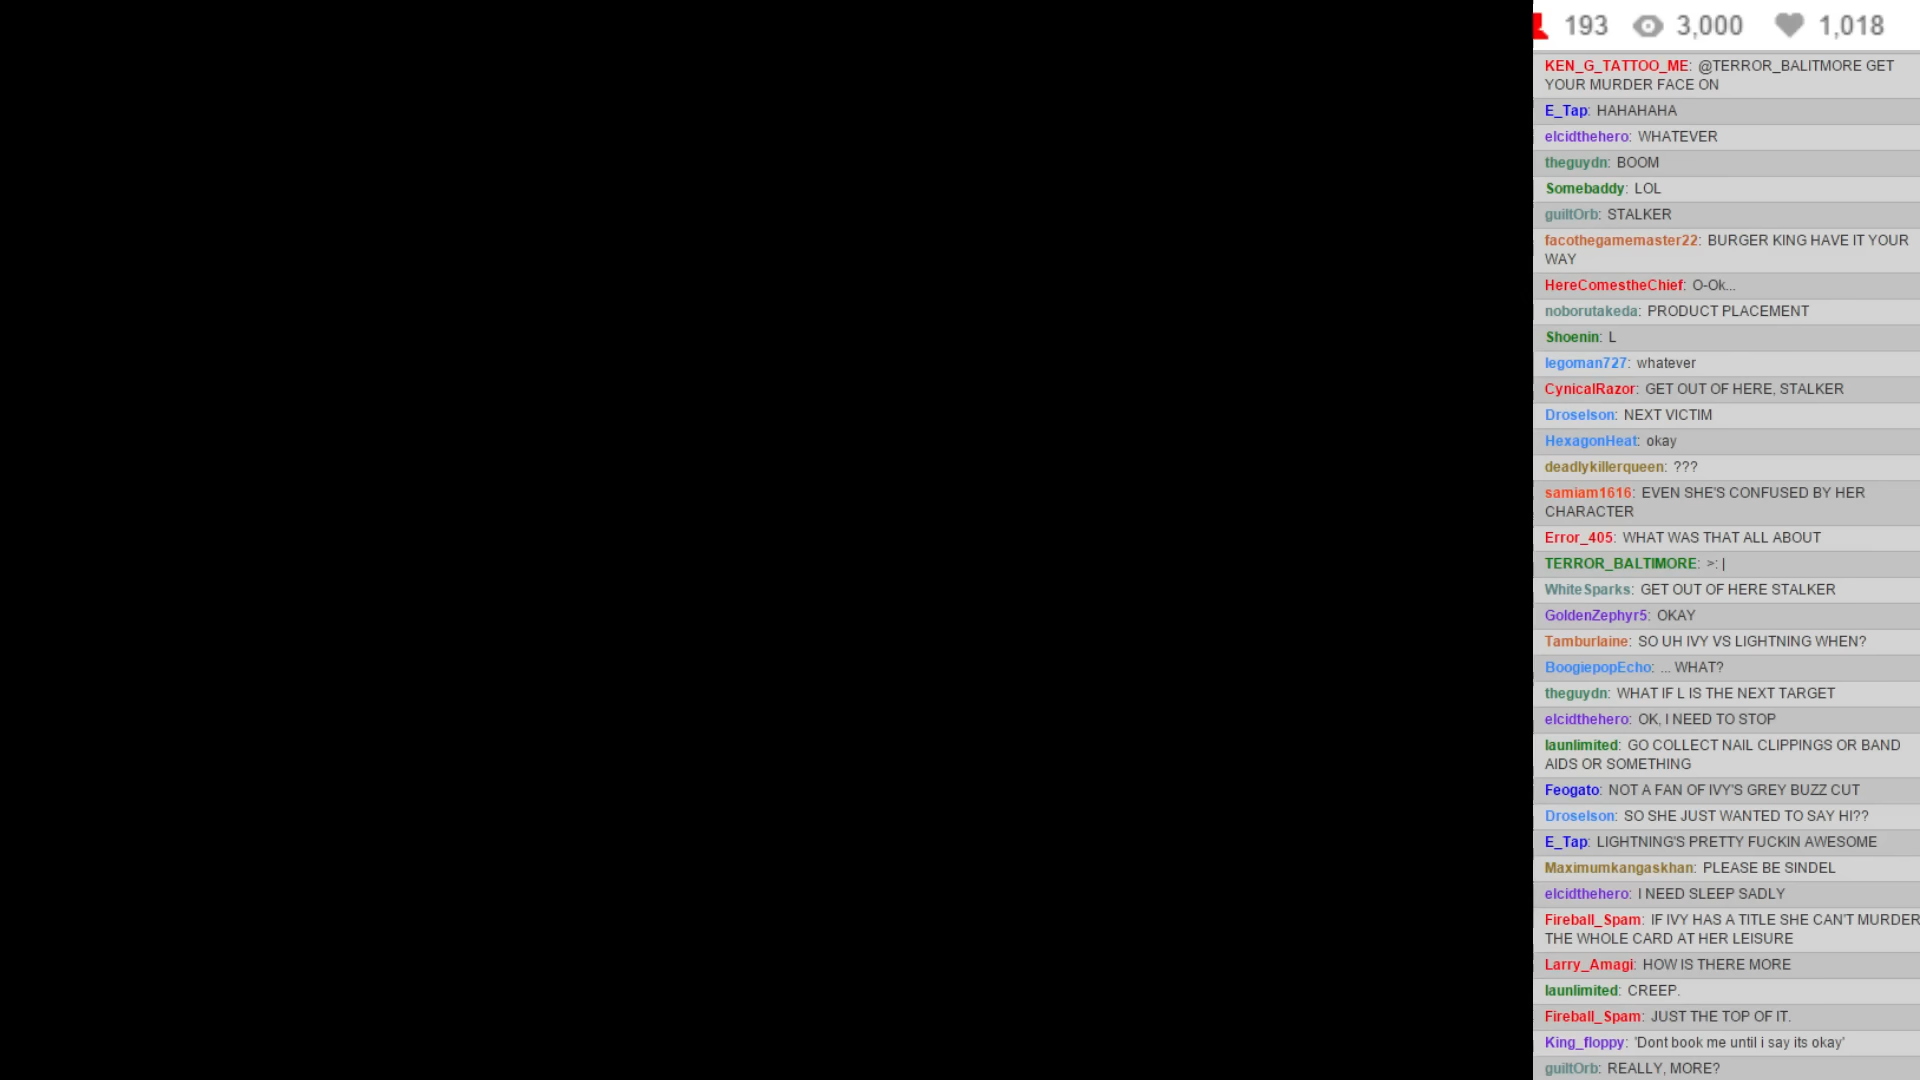 193 3,000 1,018
KEN_G_TATTOO_ME: @TERROR_BALITMORE GET
YOUR MURDER FACE ON
E_Tap: HAHAHAHA
elcidthehero: WHATEVER
theguydn: BOOM
Somebaddy: LOL
guiltOrb: STALKER
facothegamemaster22: BURGER KING HAVE IT YOUR
WAY
HereComestheChief: O-Ok...
noborutakeda: PRODUCT PLACEMENT
Shoenin: L
legoman727: whatever
CynicalRazor: GET OUT OF HERE, STALKER
Droselson: NEXT VICTIM
HexagonHeat: okay
deadlykillerqueen: ???
samiam1616: EVEN SHE'S CONFUSED BY HER
CHARACTER
Error_405: WHAT WAS THAT ALL ABOUT
TERROR_BALTIMORE: >: |
WhiteSparks: GET OUT OF HERE STALKER
GoldenZephyr5: OKAY
Tamburlaine: SO UH IVY VS LIGHTNING WHEN?
BoogiepopEcho: ... WHAT?
theguydn: WHAT IF L IS THE NEXT TARGET
elcidthehero: OK, I NEED TO STOP
launlimited: GO COLLECT NAIL CLIPPINGS OR BAND
AIDS OR SOMETHING
Feogato: NOT A FAN OF IVY'S GREY BUZZ CUT
Droselson: SO SHE JUST WANTED TO SAY HI??
E_Tap: LIGHTNING'S PRETTY FUCKIN AWESOME
Maximumkangaskhan: PLEASE BE SINDEL
elcidthehero: I NEED SLEEP SADLY
Fireball_Spam: IF IVY HAS A TITLE SHE CAN'T MURDER
THE WHOLE CARD AT HER LEISURE
Larry_Amagi: HOW IS THERE MORE
launlimited: CREEP.
Fireball_Spam: JUST THE TOP OF IT.
King_floppy: 'Dont book me until i say its okay'
guiltOrb: REALLY, MORE?